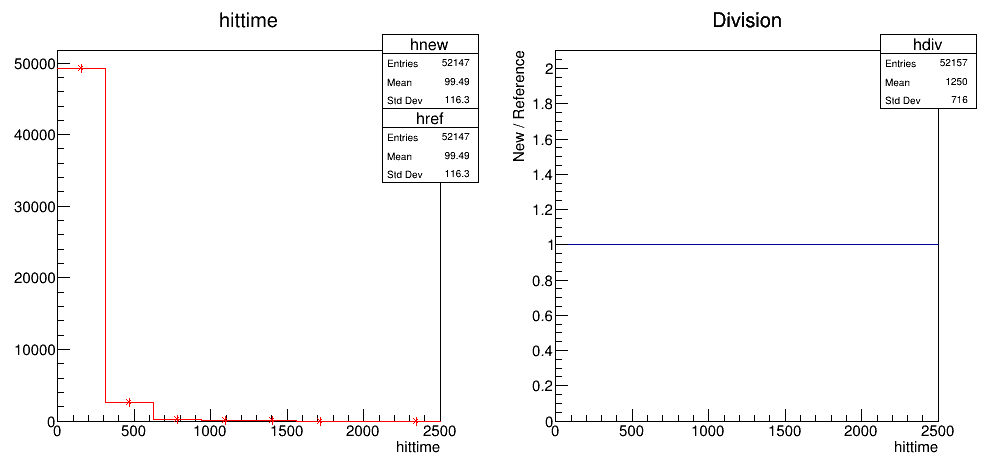 hittime
hnew
Entries 52147
Mean 99.49
Std Dev 116.3
href
Entries 52147
Mean 99.49
Std Dev 116.3
50000
40000
30000
20000
10000
0
0 500 1000 1500 2000 2500
hittime
Division
hdiv
Entries 52157
Mean 1250
Std Dev 716
New / Reference
2
1.8
1.6
1.4
1.2
1
0.8
0.6
0.4
0.2
0
0 500 1000 1500 2000 2500
hittime